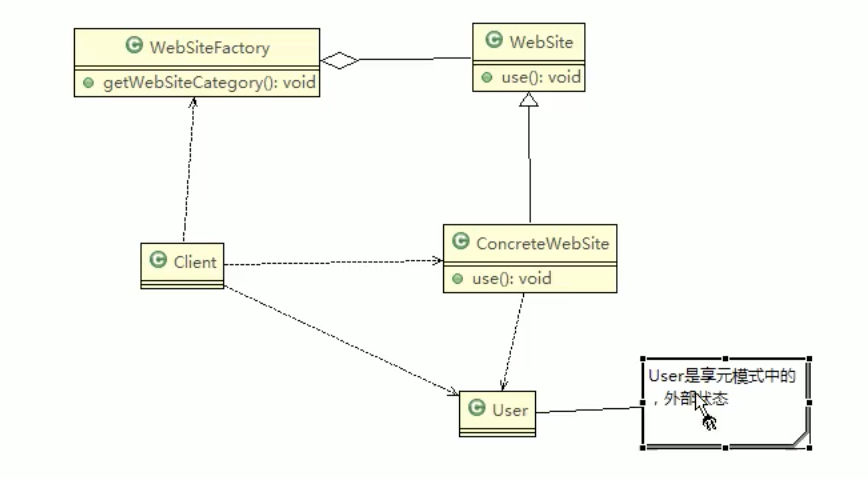 WebSiteFactory
getWebSiteCategory(): void
WebSite
use(): void
Client
ConcreteWebSite
use(): void
User
User是享元模式中的
，外部状态